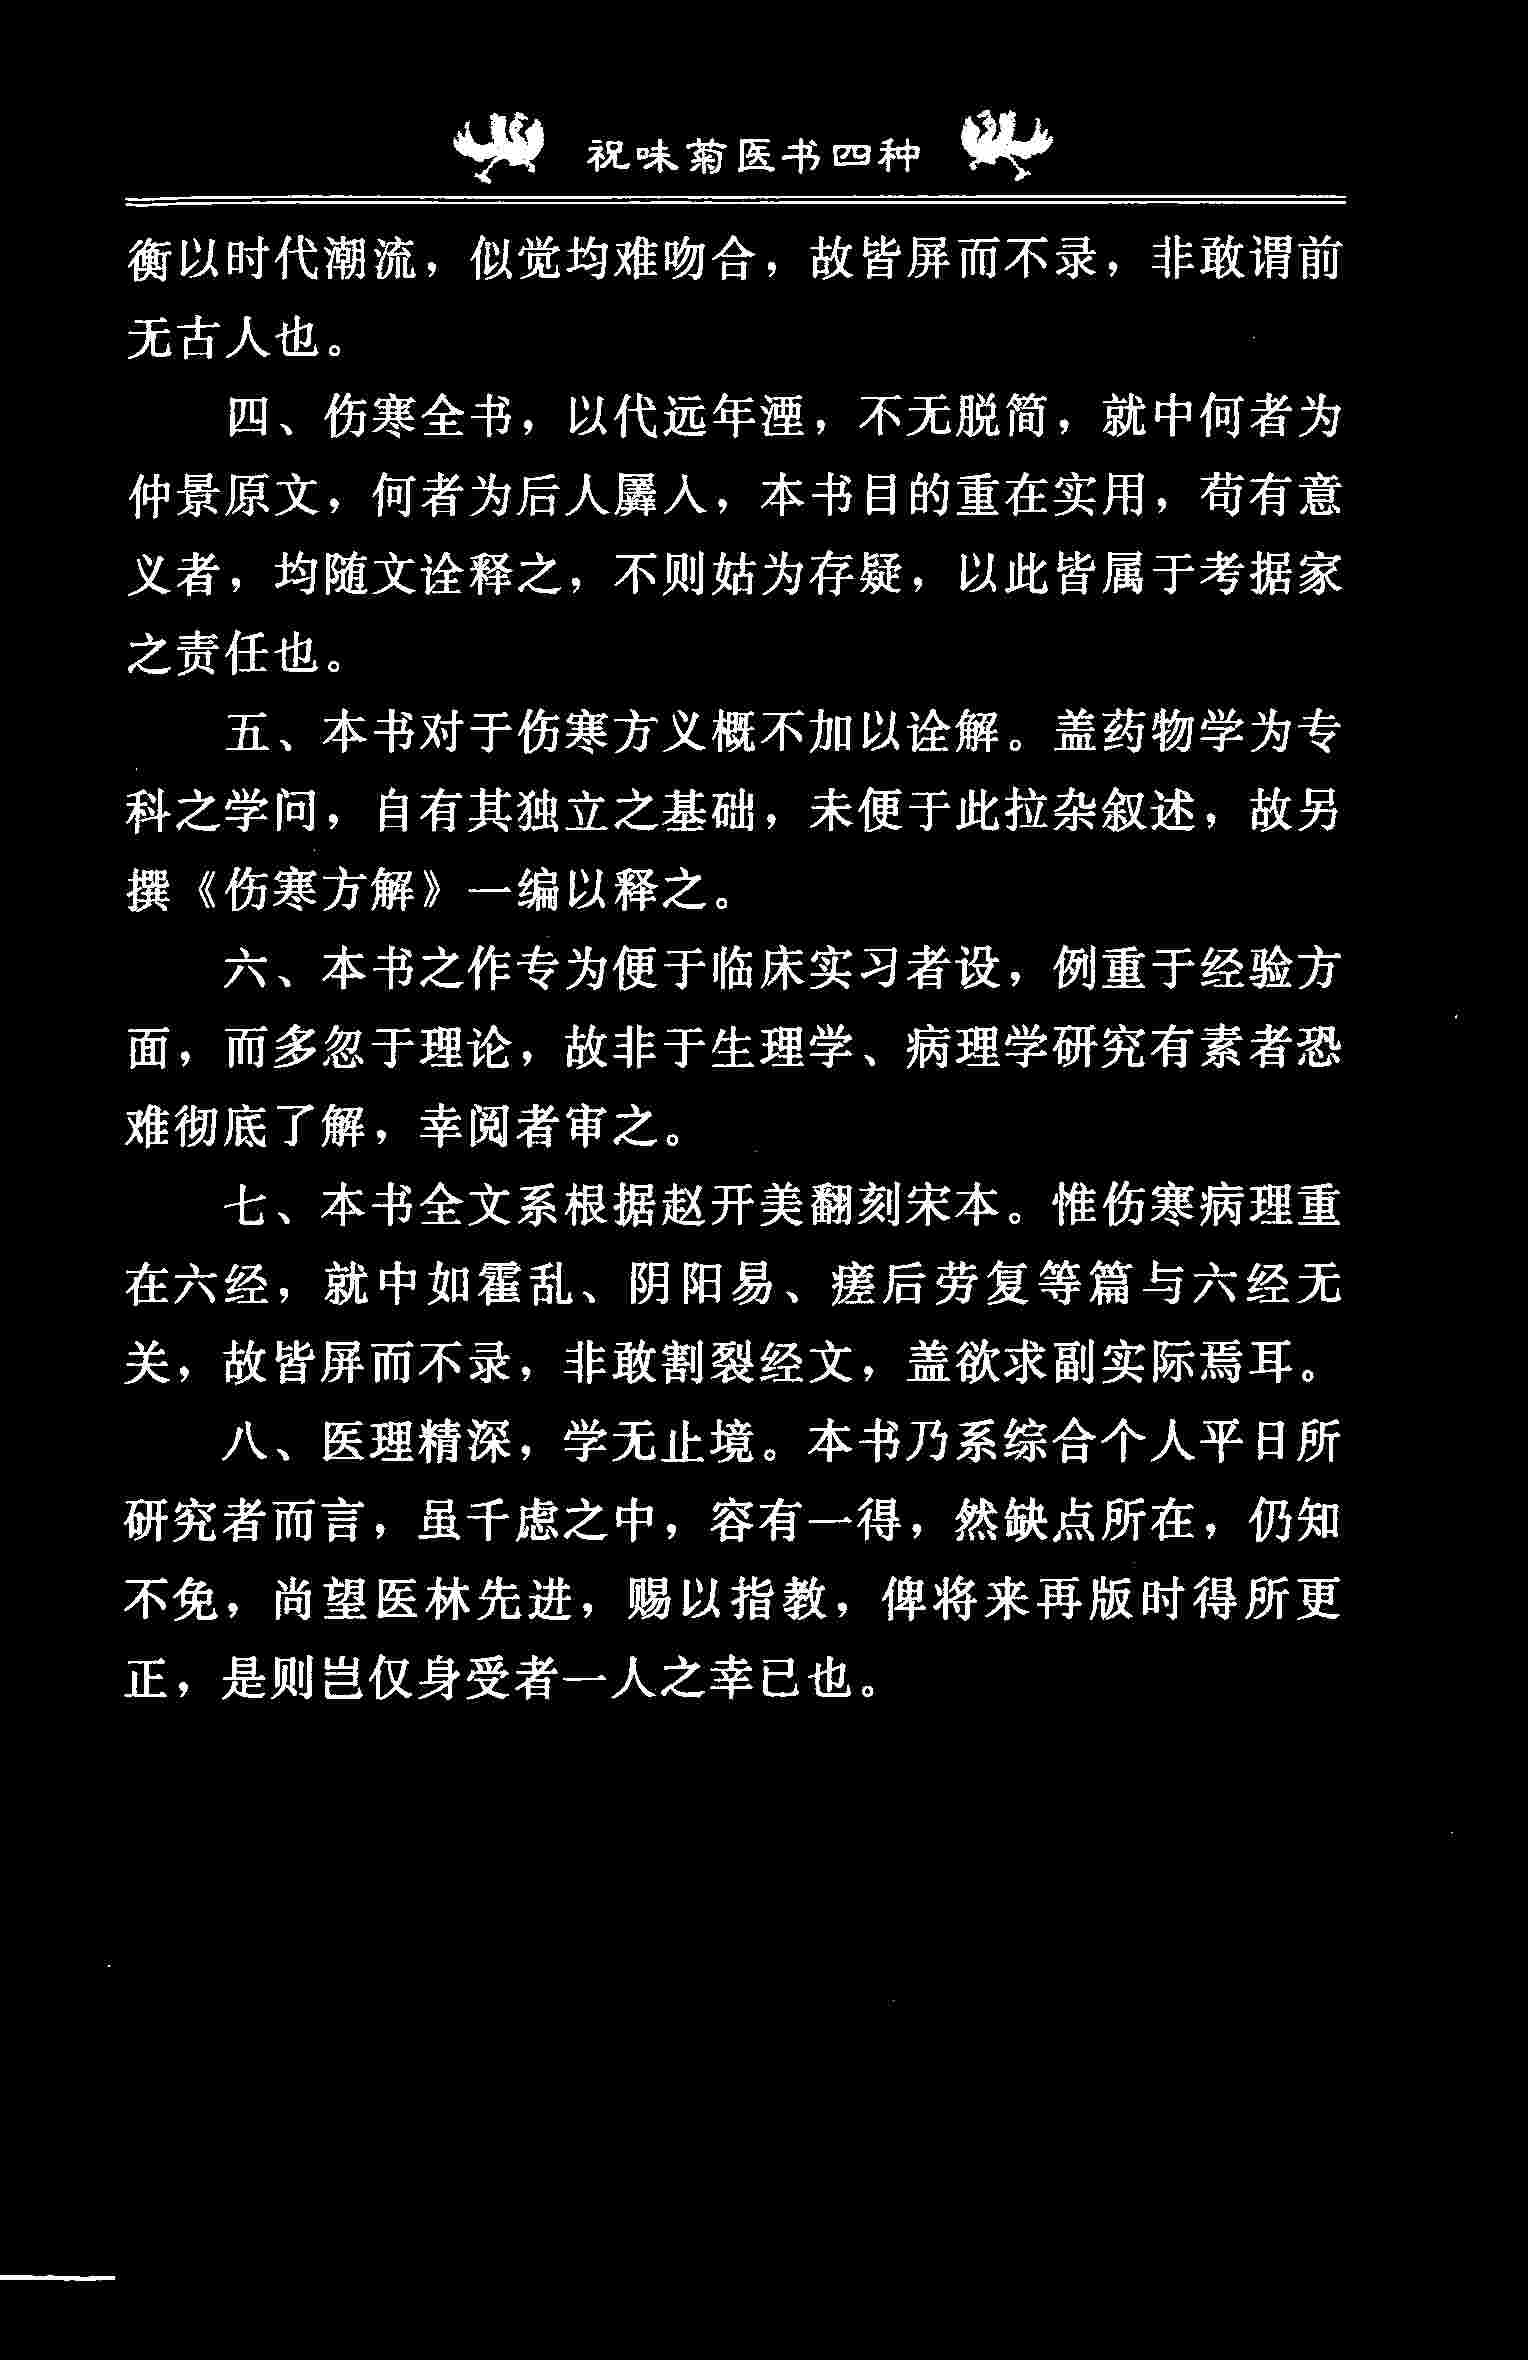 祝味菊医书四种
衡以时代潮流，似觉均难吻合，故皆屏而不录，非敢谓前
无古人也。
四、伤寒全书，以代远年湮，不无脱简，就中何者为
仲景原文，何者为后人羼入，本书目的重在实用，苟有意
义者，均随文诠释之，不则姑为存疑，以此皆属于考据家
之责任也。
五、本书对于伤寒方义概不加以诠解。盖药物学为专
科之学问，自有其独立之基础，未便于此拉杂叙述，故另
撰《伤寒方解》一编以释之。
六、本书之作专为便于临床实习者设，例重于经验方
面，而多忽于理论，故非于生理学、病理学研究有素者恐
难彻底了解，幸阅者审之。
七、本书全文系根据赵开美翻刻宋本。惟伤寒病理重
在六经，就中如霍乱、阴阳易、瘥后劳复等篇与六经无
关，故皆屏而不录，非敢割裂经文，盖欲求副实际焉耳。
八、医理精深，学无止境。本书乃系综合个人平日所
研究者而言，虽千虑之中，容有一得，然缺点所在，仍知
不免，尚望医林先进，赐以指教，俾将来再版时得所更
正，是则岂仅身受者一人之幸已也。